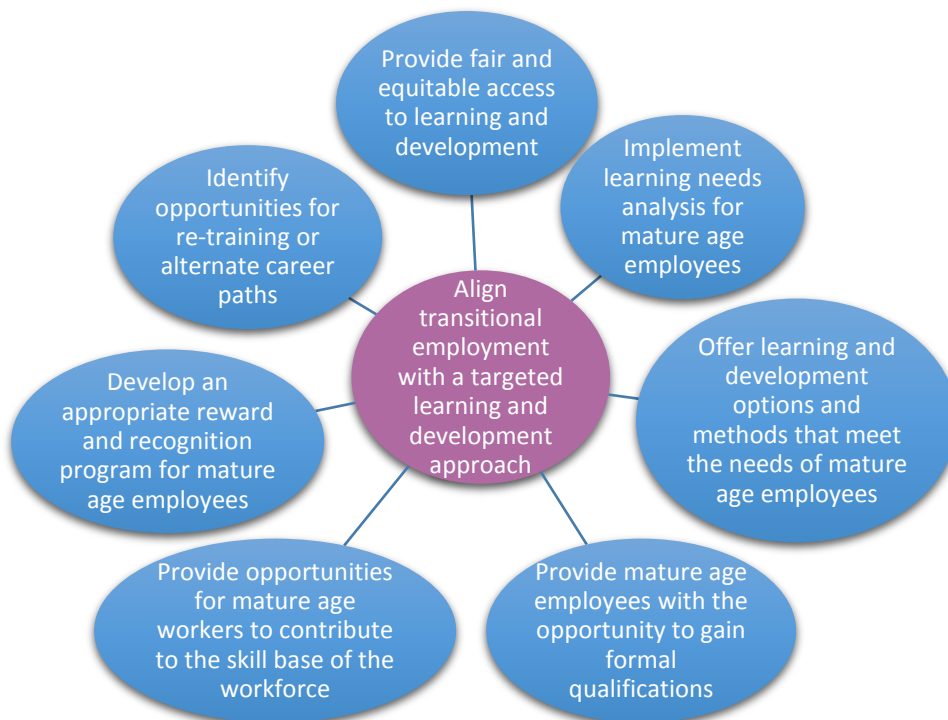 Provide fair and
equitable access
to learning and
development
Implement
learning needs
analysis for
mature age
employees
Offer learning and
development
options and
methods that meet
the needs of mature
age employees
Provide mature age
employees with the
opportunity to gain
formal
qualifications
Provide opportunities
for mature age
workers to contribute
to the skill base of the
workforce
Develop an
appropriate reward
and recognition
program for mature
age employees
Identify
opportunities for
re-training or
alternate career
paths
Align
transitional
employment
with a targeted
learning and
development
approach